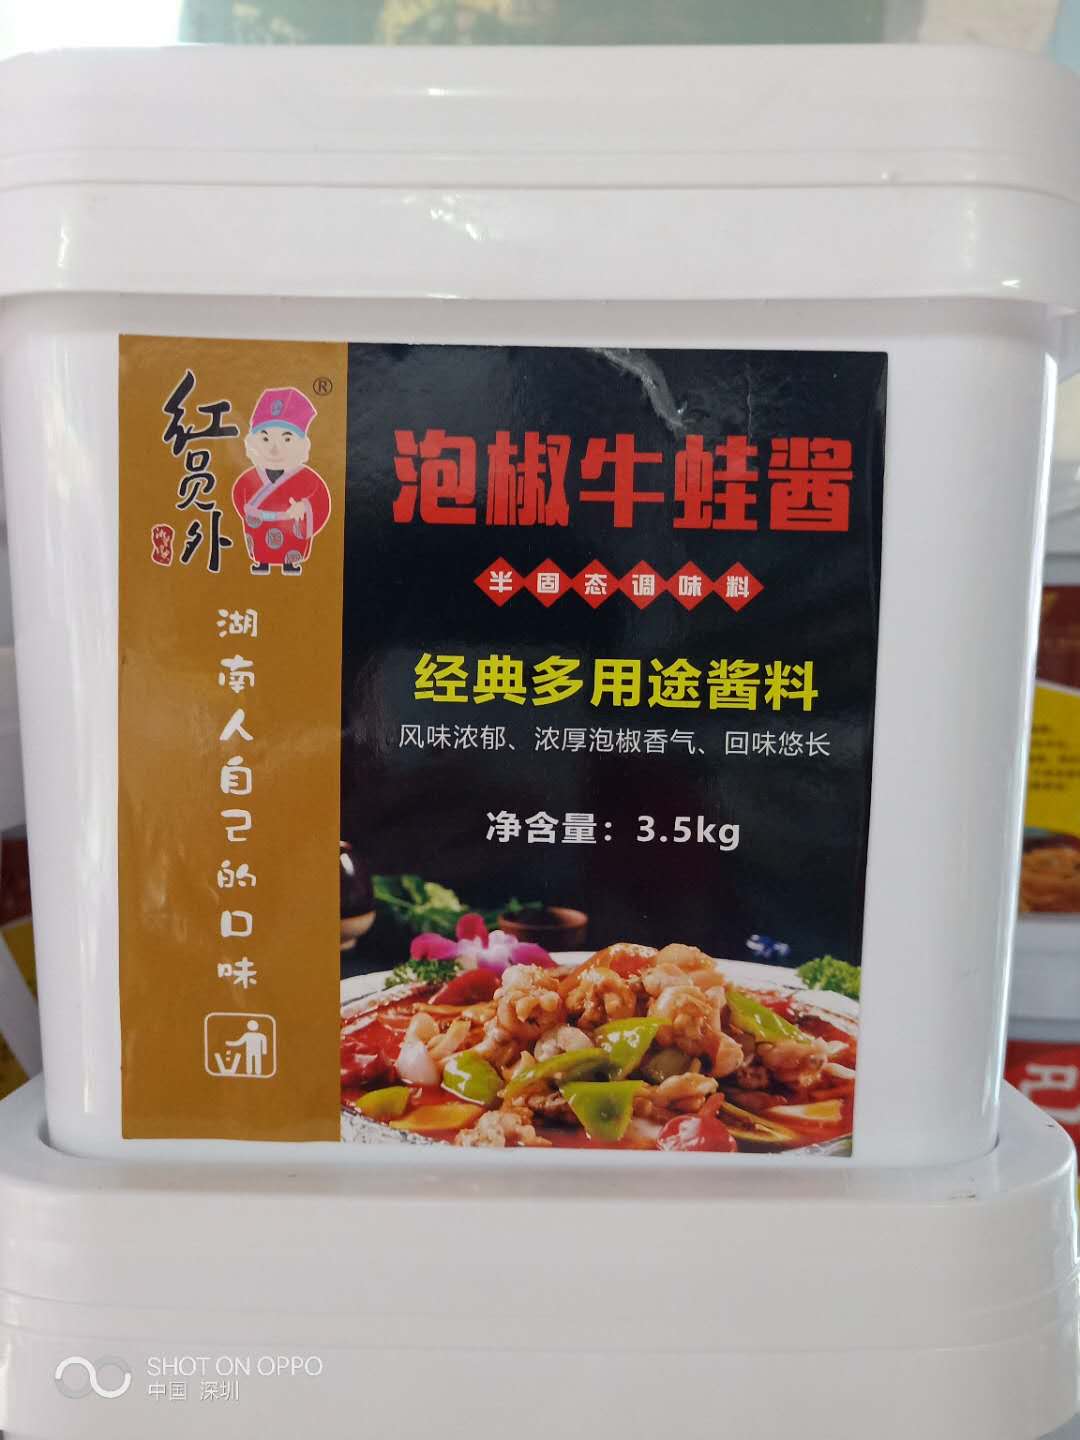 红员外
®
湖南人自己的口味
泡椒牛蛙酱
半固态调味料
经典多用途酱料
风味浓郁、浓厚泡椒香气、回味悠长
净含量：3.5kg
SHOT ON OPPO
中国 深圳